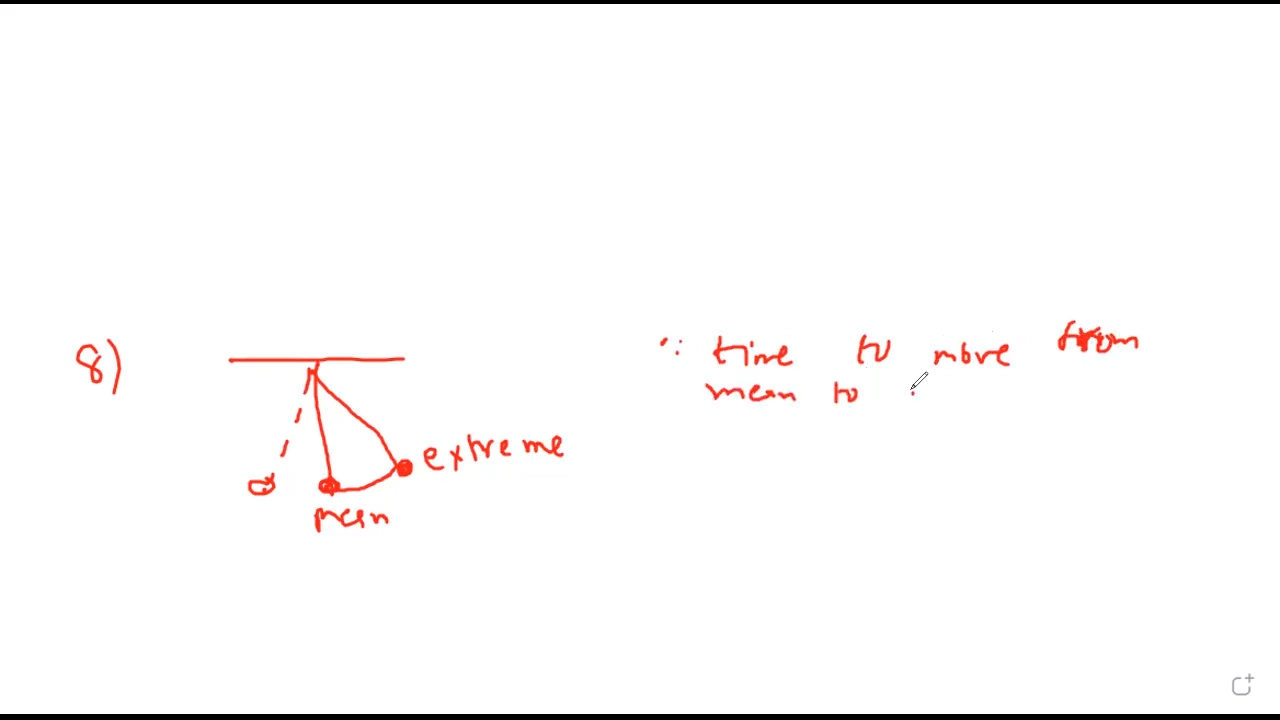 8)
∵ time to move from
mean to
extreme
mean